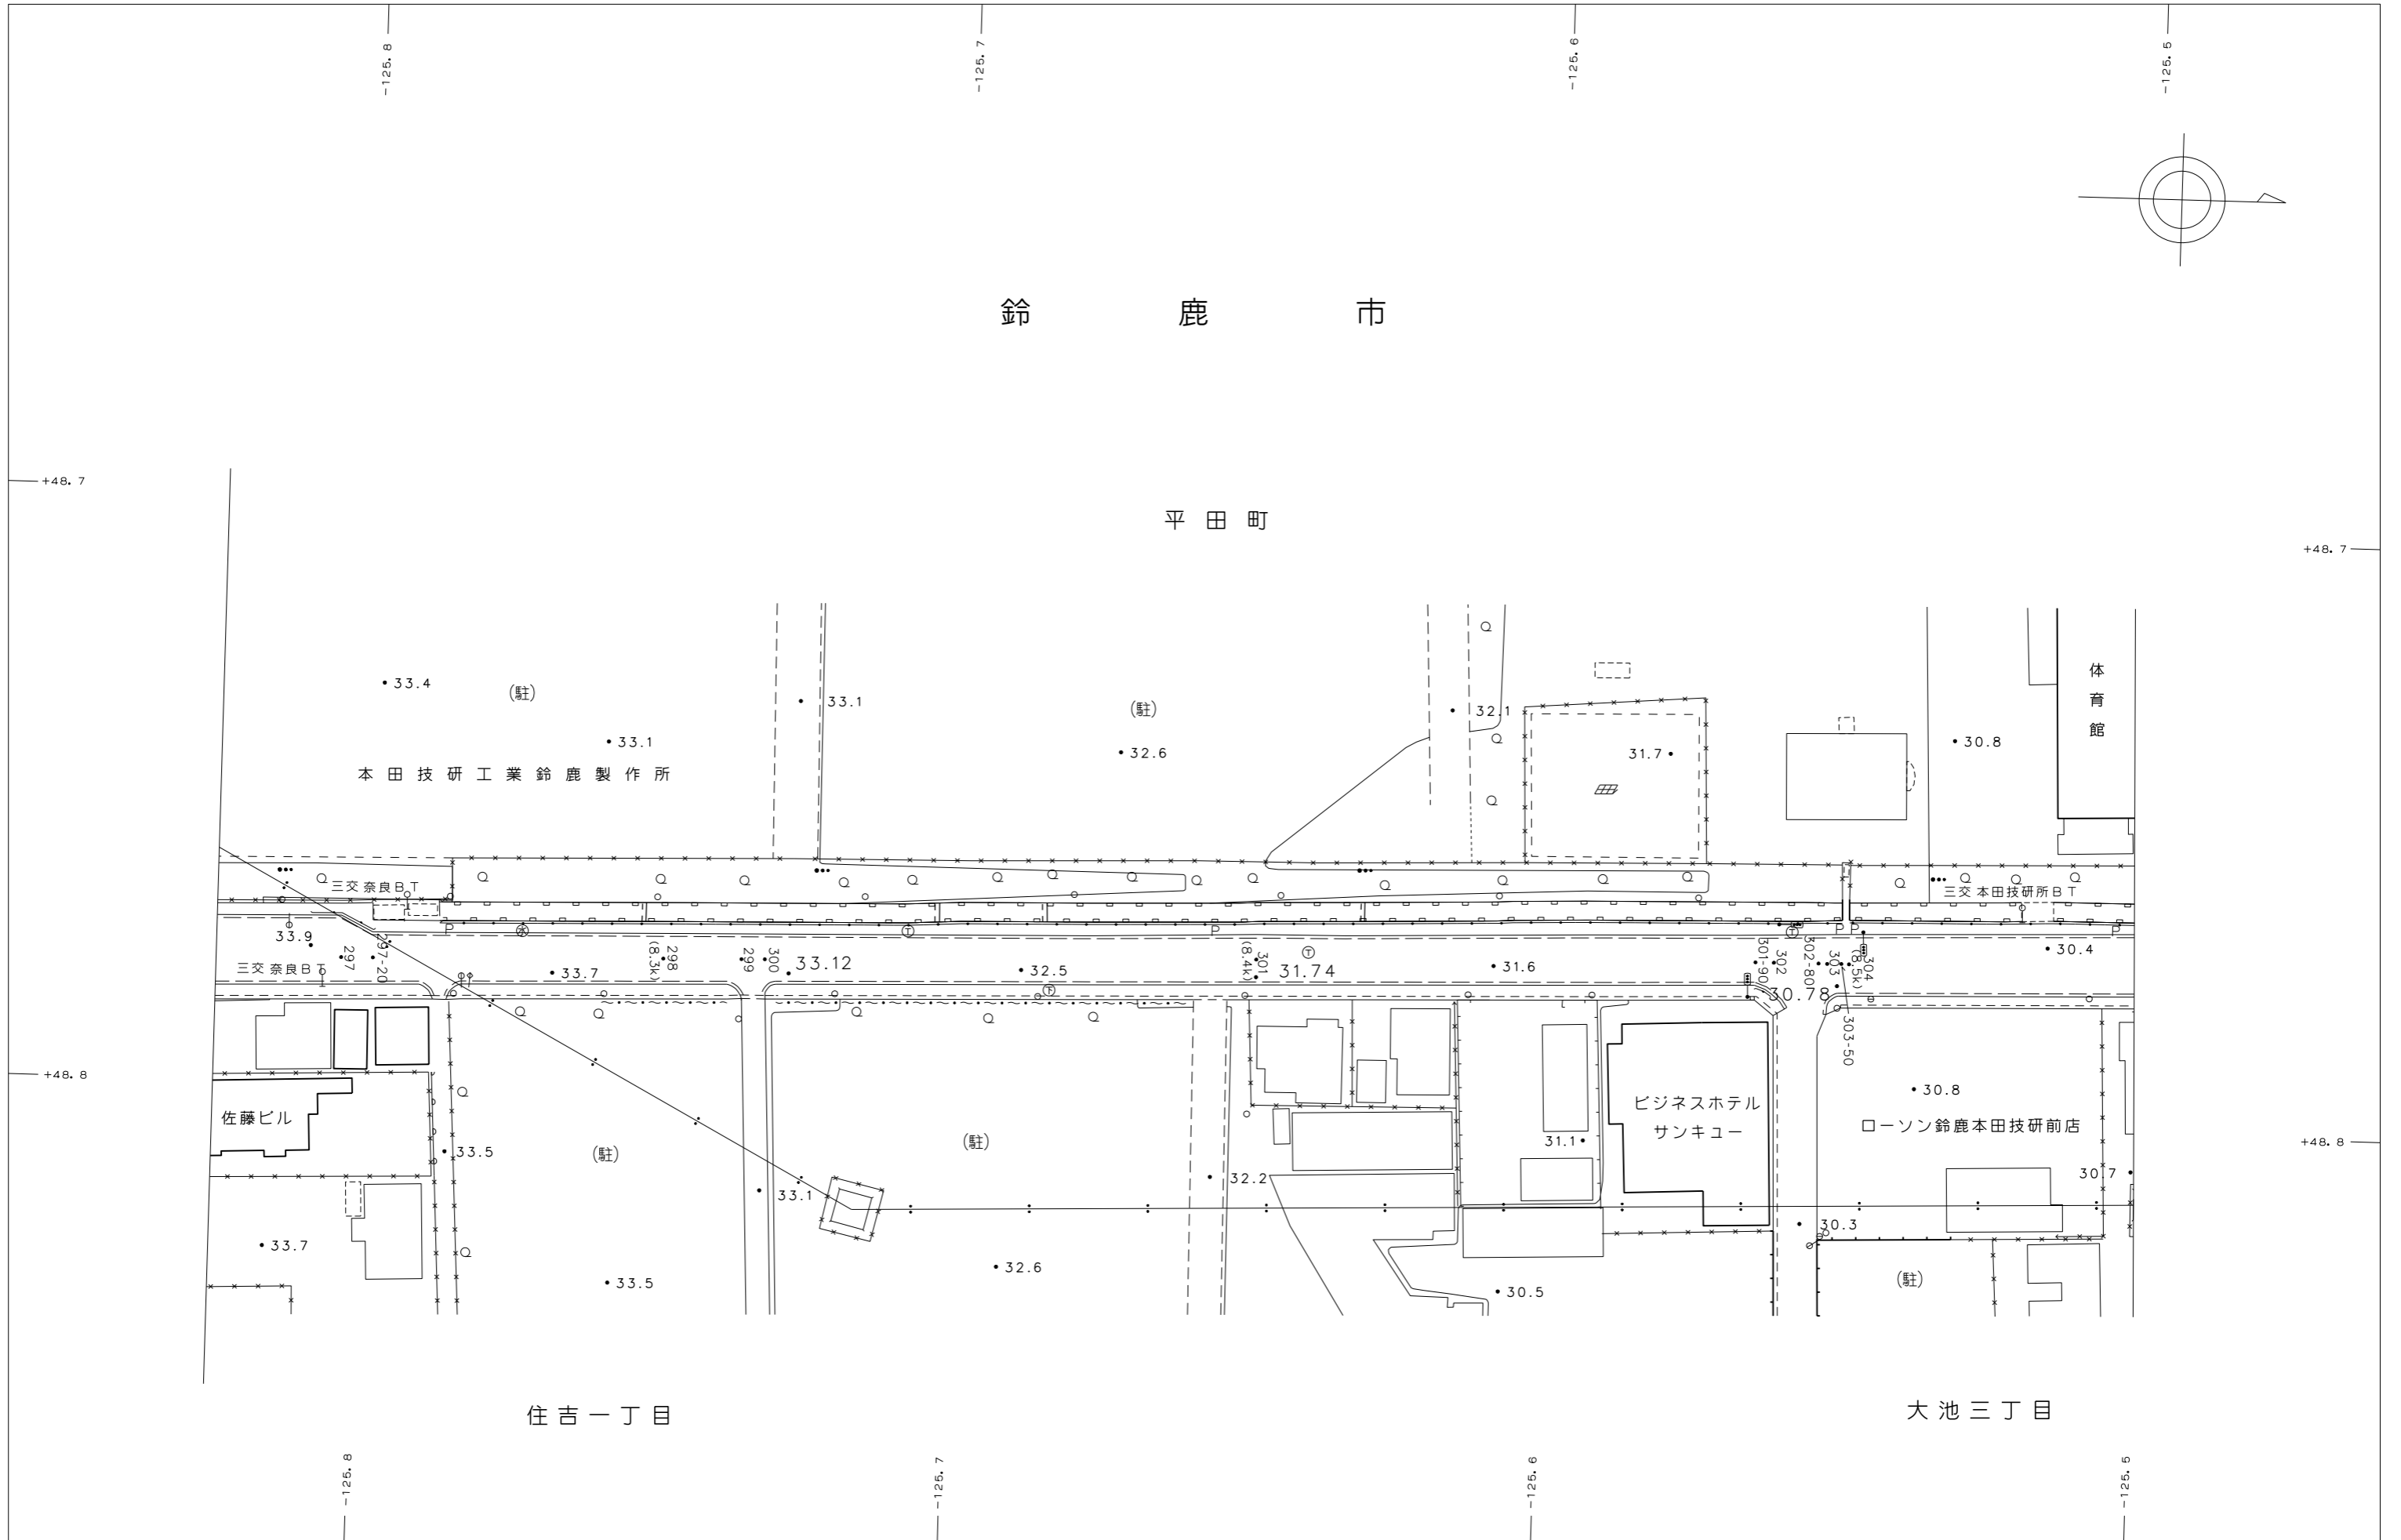 -125.8
-125.7
-125.6
-125.5
鈴鹿市
+48.7
平田町
+48.7
33.4
(駐)
33.1
(駐)
32.1
体育館
33.1
32.6
31.7
30.8
本田技研工業鈴鹿製作所
三交奈良BT
三交本田技研所BT
P
水
T
P
T
P
P
P
33.9
297
297-20
(8.3k)
298
299
300
33.12
(8.4k)
301
T
31.74
301-90
302
302-80
303
(8.5k)
304
30.4
三交奈良BT
33.7
32.5
31.6
30.78
下
303-50
+48.8
30.8
佐藤ビル
ビジネスホテル
サンキュー
ローソン鈴鹿本田技研前店
33.5
(駐)
(駐)
31.1
+48.8
33.1
32.2
30.7
33.7
30.3
33.5
32.6
30.5
(駐)
住吉一丁目
大池三丁目
-125.8
-125.7
-125.6
-125.5